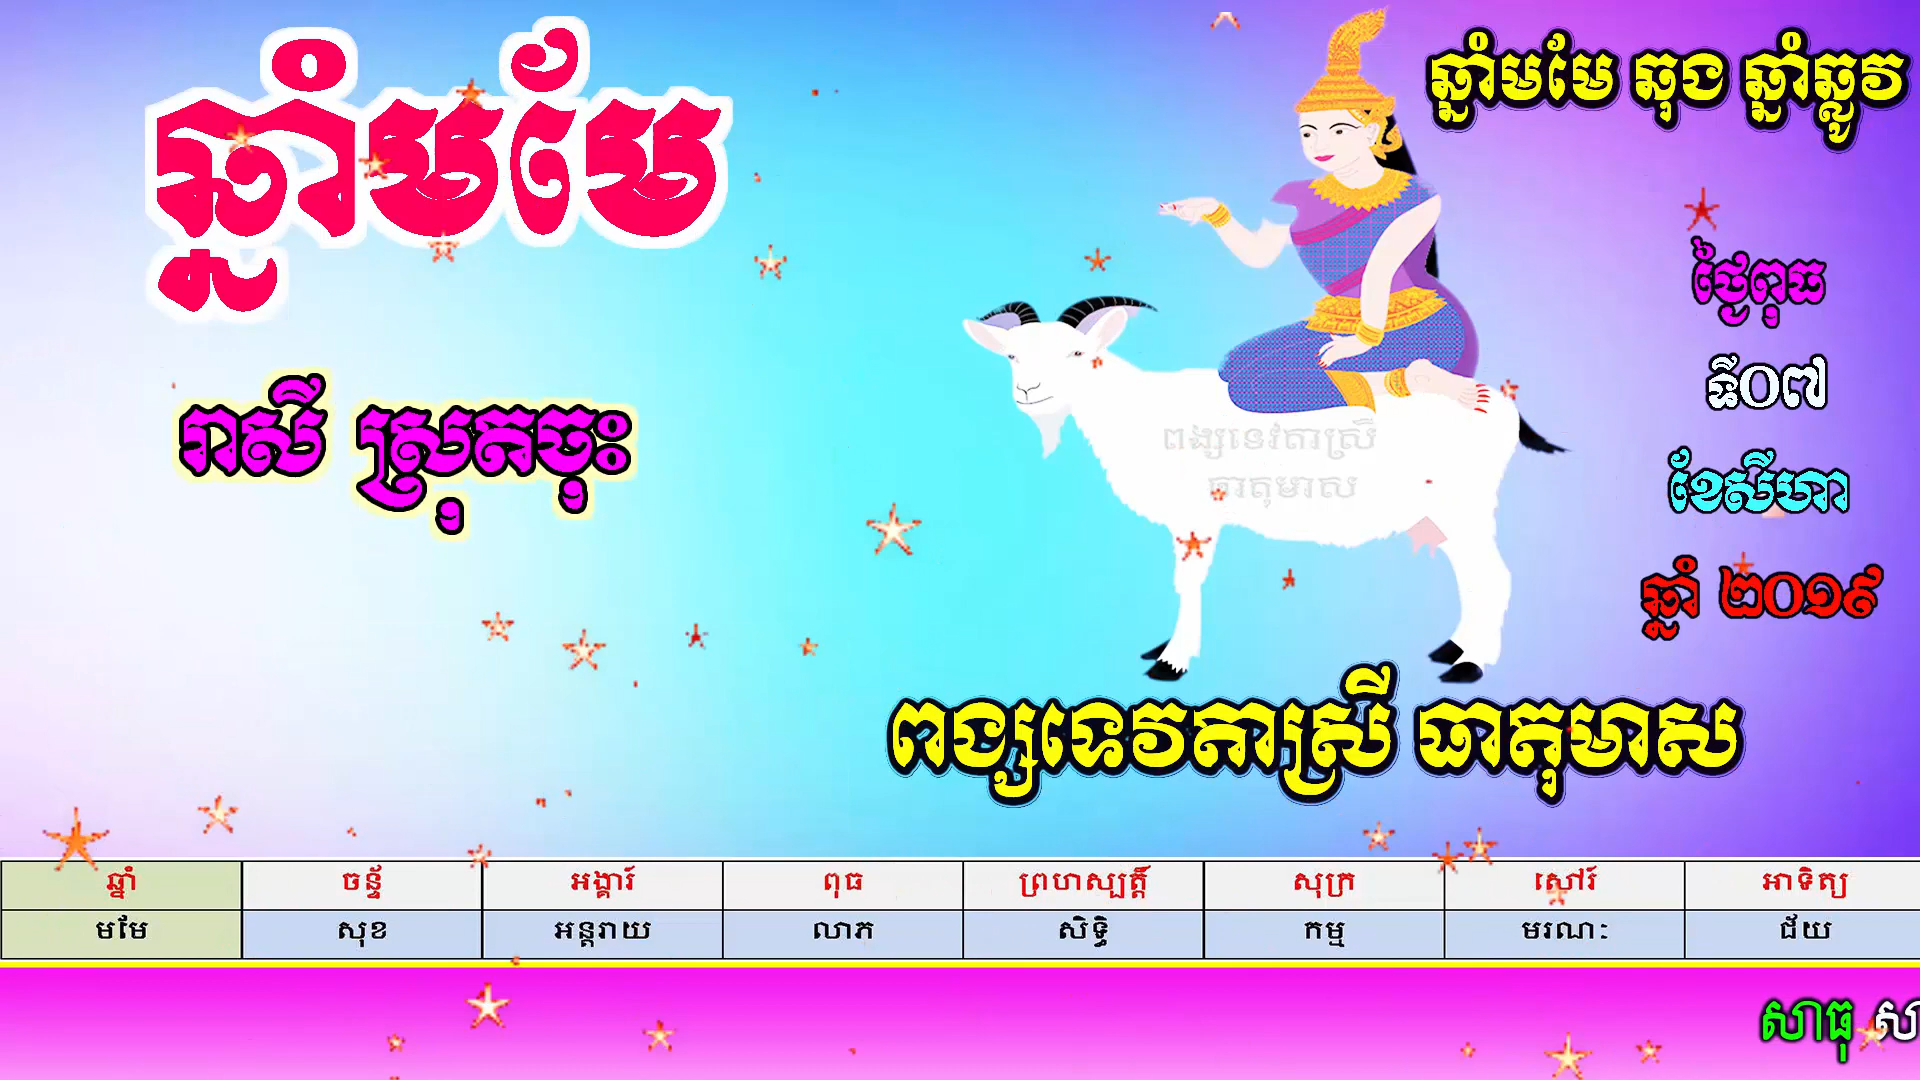 ឆ្នាំមមែ
រាសី ស្រុតចុះ
ឆ្នាំមមែ ឆុង ឆ្នាំឆ្លូវ
ថ្ងៃពុធ
ទី០៧
ខែសីហា
ឆ្នាំ ២០១៩
ពង្សទេវតាស្រី
ធាតុមាស
ពង្សទេវតាស្រី ធាតុមាស
ឆ្នាំ ចន្ទ័ អង្គារ៍ ពុធ ព្រហស្បត្តិ៍ សុក្រ សៅរ៍ អាទិត្យ
មមែ សុខ អន្តរាយ លាភ សិទ្ធិ កម្ម មរណៈ ជ័យ
សាធុ សា